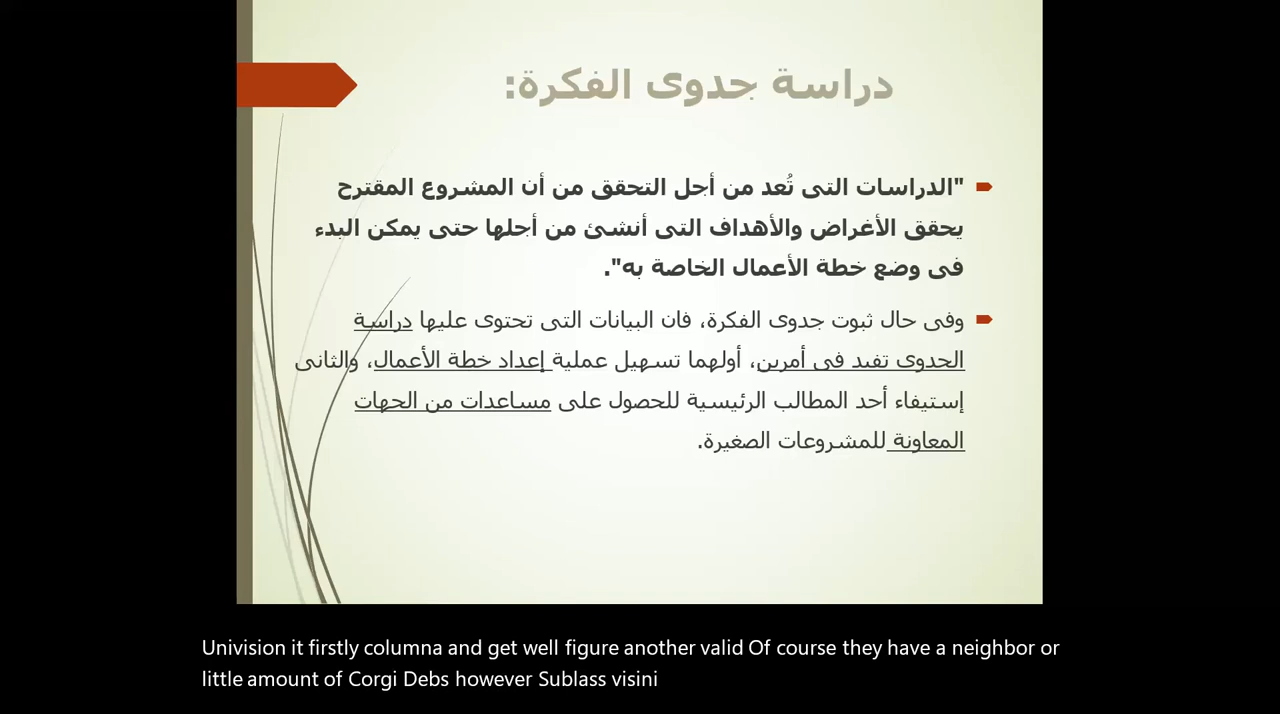 دراسة جدوى الفكرة:
"الدراسات التى تُعد من أجل التحقق من أن المشروع المقترح
يحقق الأغراض والأهداف التى أنشئ من أجلها حتى يمكن البدء
فى وضع خطة الأعمال الخاصة به".
وفى حال ثبوت جدوى الفكرة، فان البيانات التى تحتوى عليها دراسة
الجدوى تفيد فى أمرين، أولهما تسهيل عملية إعداد خطة الأعمال، والثانى
إستيفاء أحد المطالب الرئيسية للحصول على مساعدات من الجهات
المعاونة للمشروعات الصغيرة.
Univision it firstly columna and get well figure another valid Of course they have a neighbor or
little amount of Corgi Debs however Sublass visini